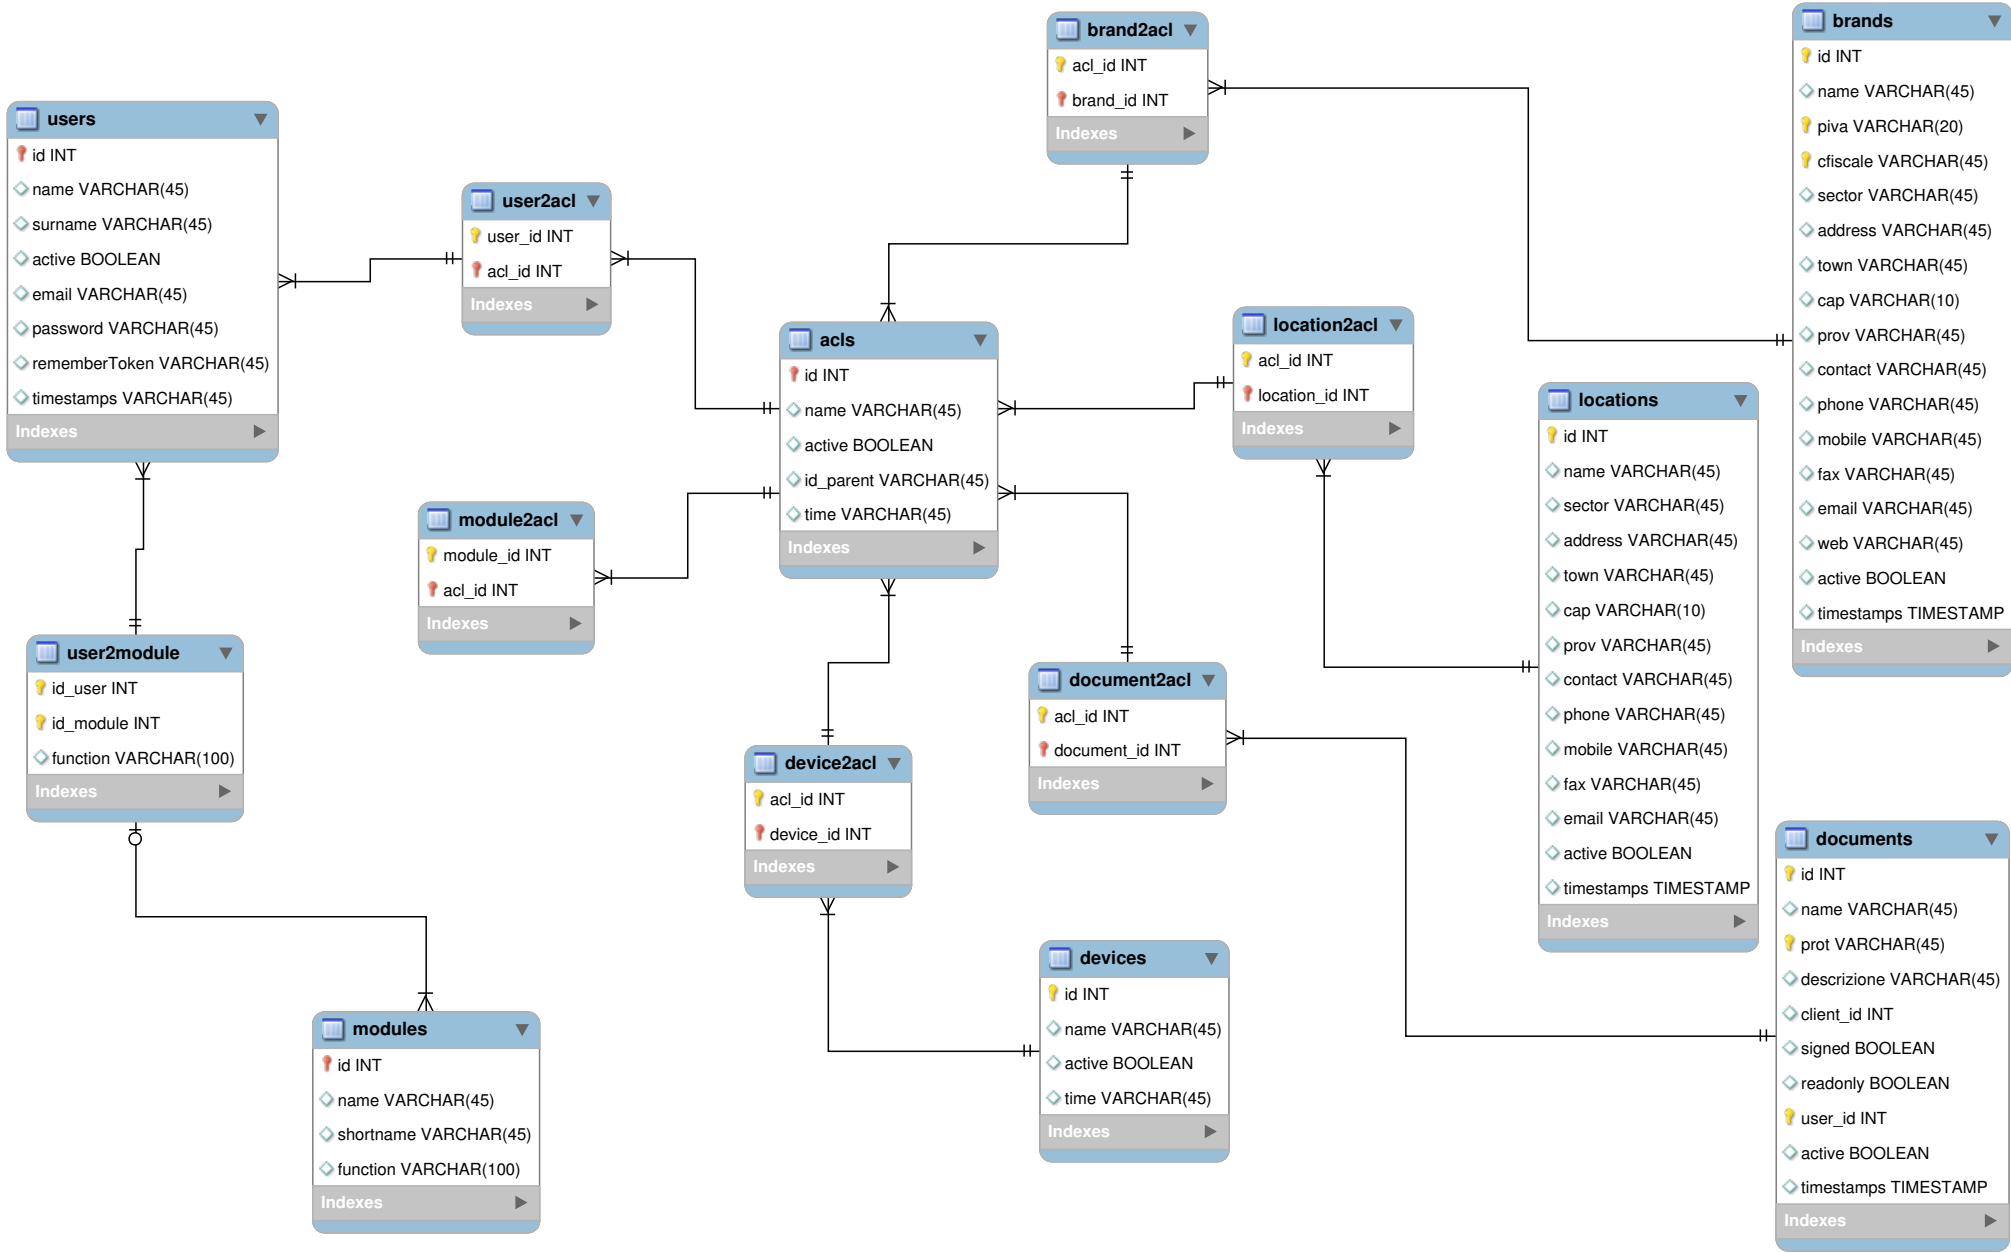 users
id INT
name VARCHAR(45)
surname VARCHAR(45)
active BOOLEAN
email VARCHAR(45)
password VARCHAR(45)
rememberToken VARCHAR(45)
timestamps VARCHAR(45)
Indexes
user2acl
user_id INT
acl_id INT
Indexes
brand2acl
acl_id INT
brand_id INT
Indexes
brands
id INT
name VARCHAR(45)
piva VARCHAR(20)
cfiscale VARCHAR(45)
sector VARCHAR(45)
address VARCHAR(45)
town VARCHAR(45)
cap VARCHAR(10)
prov VARCHAR(45)
contact VARCHAR(45)
phone VARCHAR(45)
mobile VARCHAR(45)
fax VARCHAR(45)
email VARCHAR(45)
web VARCHAR(45)
active BOOLEAN
timestamps TIMESTAMP
Indexes
acls
id INT
name VARCHAR(45)
active BOOLEAN
id_parent VARCHAR(45)
time VARCHAR(45)
Indexes
location2acl
acl_id INT
location_id INT
Indexes
locations
id INT
name VARCHAR(45)
sector VARCHAR(45)
address VARCHAR(45)
town VARCHAR(45)
cap VARCHAR(10)
prov VARCHAR(45)
contact VARCHAR(45)
phone VARCHAR(45)
mobile VARCHAR(45)
fax VARCHAR(45)
email VARCHAR(45)
active BOOLEAN
timestamps TIMESTAMP
Indexes
module2acl
module_id INT
acl_id INT
Indexes
user2module
id_user INT
id_module INT
function VARCHAR(100)
Indexes
document2acl
acl_id INT
document_id INT
Indexes
device2acl
acl_id INT
device_id INT
Indexes
documents
id INT
name VARCHAR(45)
prot VARCHAR(45)
descrizione VARCHAR(45)
client_id INT
signed BOOLEAN
readonly BOOLEAN
user_id INT
active BOOLEAN
timestamps TIMESTAMP
Indexes
devices
id INT
name VARCHAR(45)
active BOOLEAN
time VARCHAR(45)
Indexes
modules
id INT
name VARCHAR(45)
shortname VARCHAR(45)
function VARCHAR(100)
Indexes